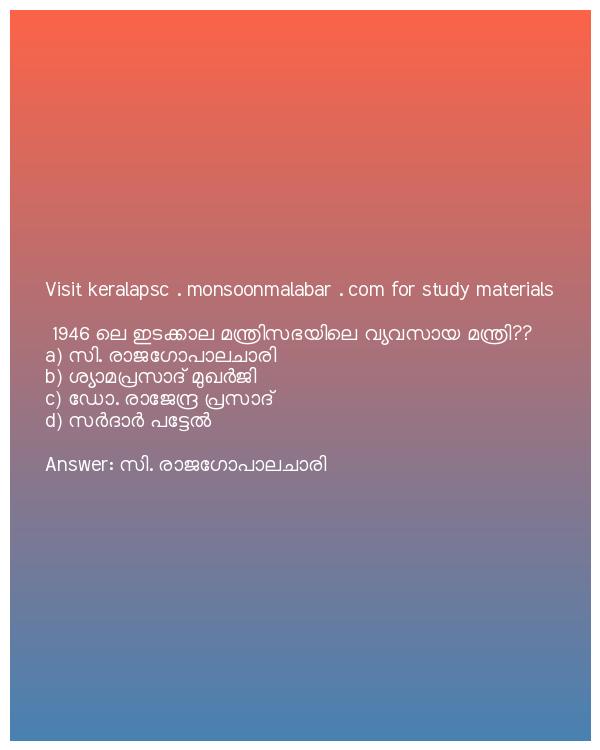 Visit keralapsc . monsoonmalabar . com for study materials
1946 ലെ ഇടക്കാല മന്ത്രിസഭയിലെ വ്യവസായ മന്ത്രി??
a) സി. രാജഗോപാലചാരി
b) ശ്യാമപ്രസാദ് മുഖർജി
c) ഡോ. രാജേന്ദ്ര പ്രസാദ്
d) സർദാർ പട്ടേൽ
Answer: സി. രാജഗോപാലചാരി